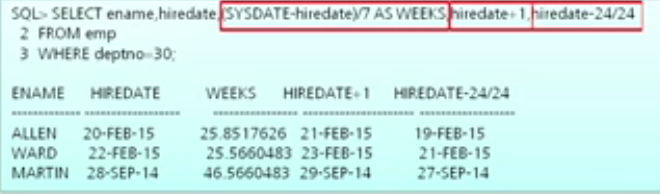 SQL> SELECT ename,hiredate,(SYSDATE-hiredate)/7 AS WEEKS,hiredate+1,hiredate-24/24
2 FROM emp
3 WHERE deptno=30;
ENAME HIREDATE WEEKS HIREDATE+1 HIREDATE-24/24
---------------- ------------------ ---------------- ---------------------- -------------------
ALLEN 20-FEB-15 25.8517626 21-FEB-15 19-FEB-15
WARD 22-FEB-15 25.5660483 23-FEB-15 21-FEB-15
MARTIN 28-SEP-14 46.5660483 29-SEP-14 27-SEP-14